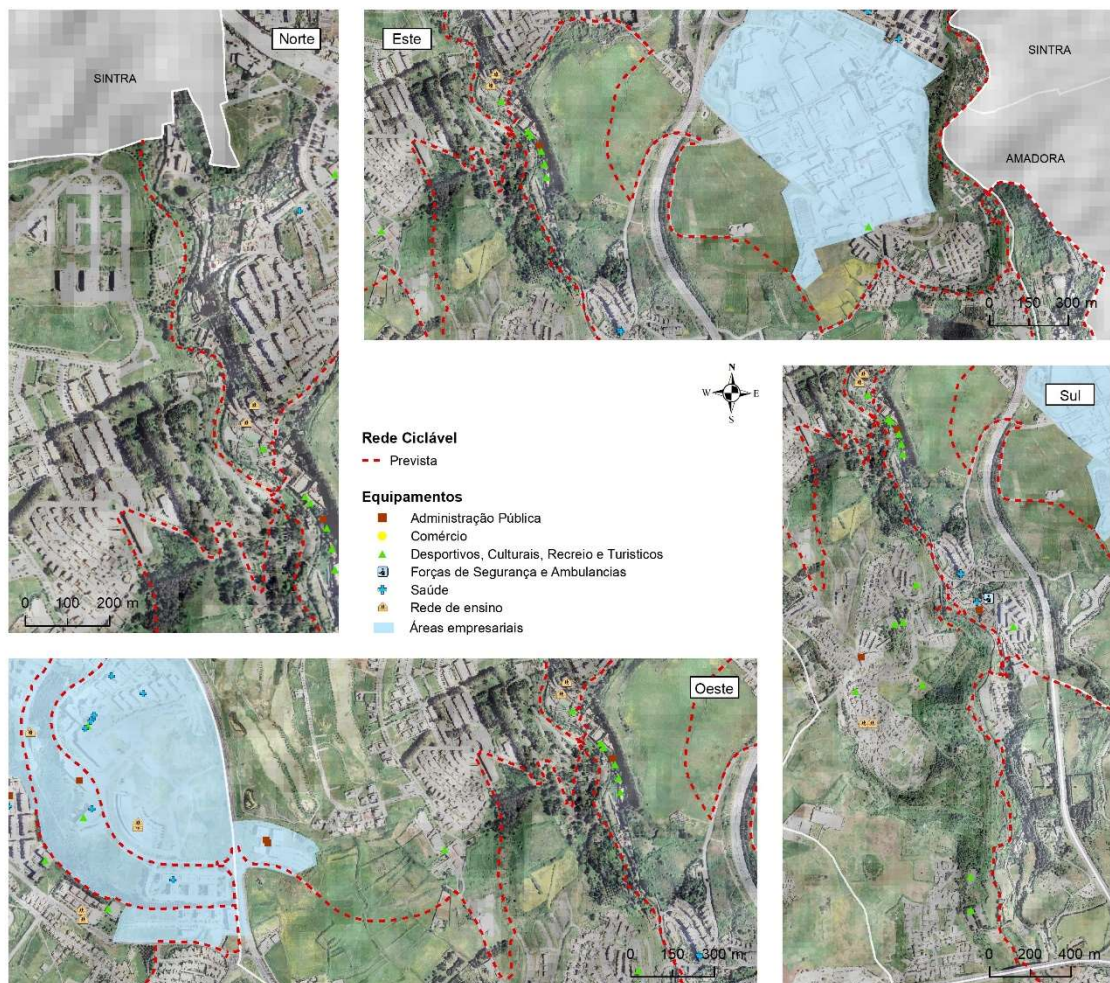 Norte
SINTRA
0 100 200 m
Este
SINTRA
AMADORA
0 150 300 m
N
W E
S
Rede Ciclável
Prevista
Equipamentos
Administração Pública
Comércio
Desportivos, Culturais, Recreio e Turisticos
Forças de Segurança e Ambulancias
Saúde
Rede de ensino
Áreas empresariais
Sul
0 200 400 m
Oeste
0 150 300 m